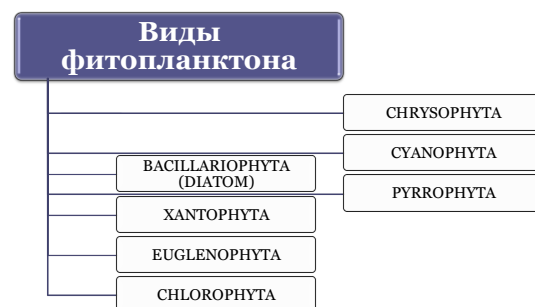 Виды
фитопланктона
CHRYSOPHYTA
CYANOPHYTA
BACILLARIOPHYTA
(DIATOM)
PYRROPHYTA
XANTOPHYTA
EUGLENOPHYTA
CHLOROPHYTA